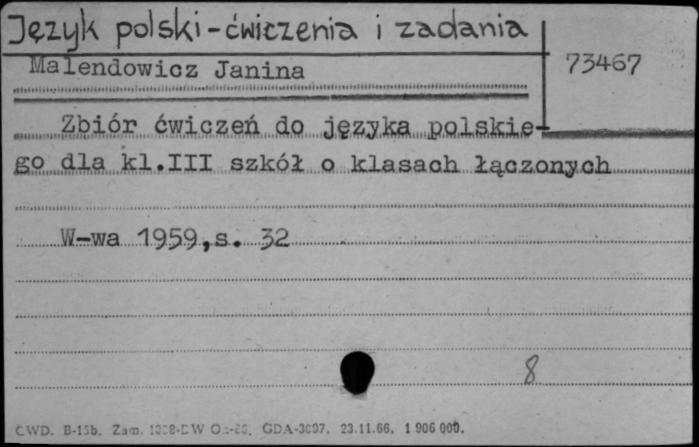 Język polski - ćwiczenia i zadania
73467
Malendowicz Janina
Zbiór ćwiczeń do języka polskie-
go dla kl.III szkół o klasach łączonych
W-wa 1959,s. 32
8
CWD. B-15b. Zam. GDA- 23.11.66. 1 906 000.